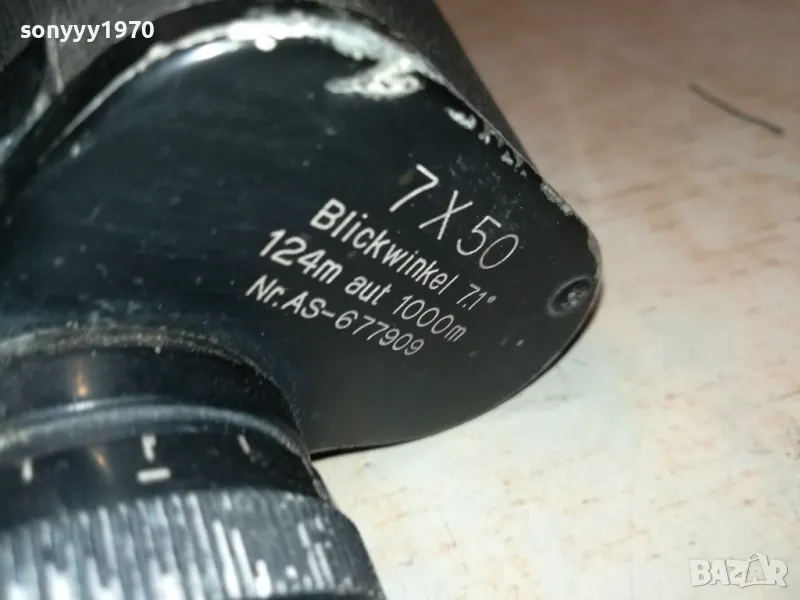 sonyyy1970
7X50
Blickwinkel 7.1°
124m aut 1000m
Nr.AS-677909
BAZAR